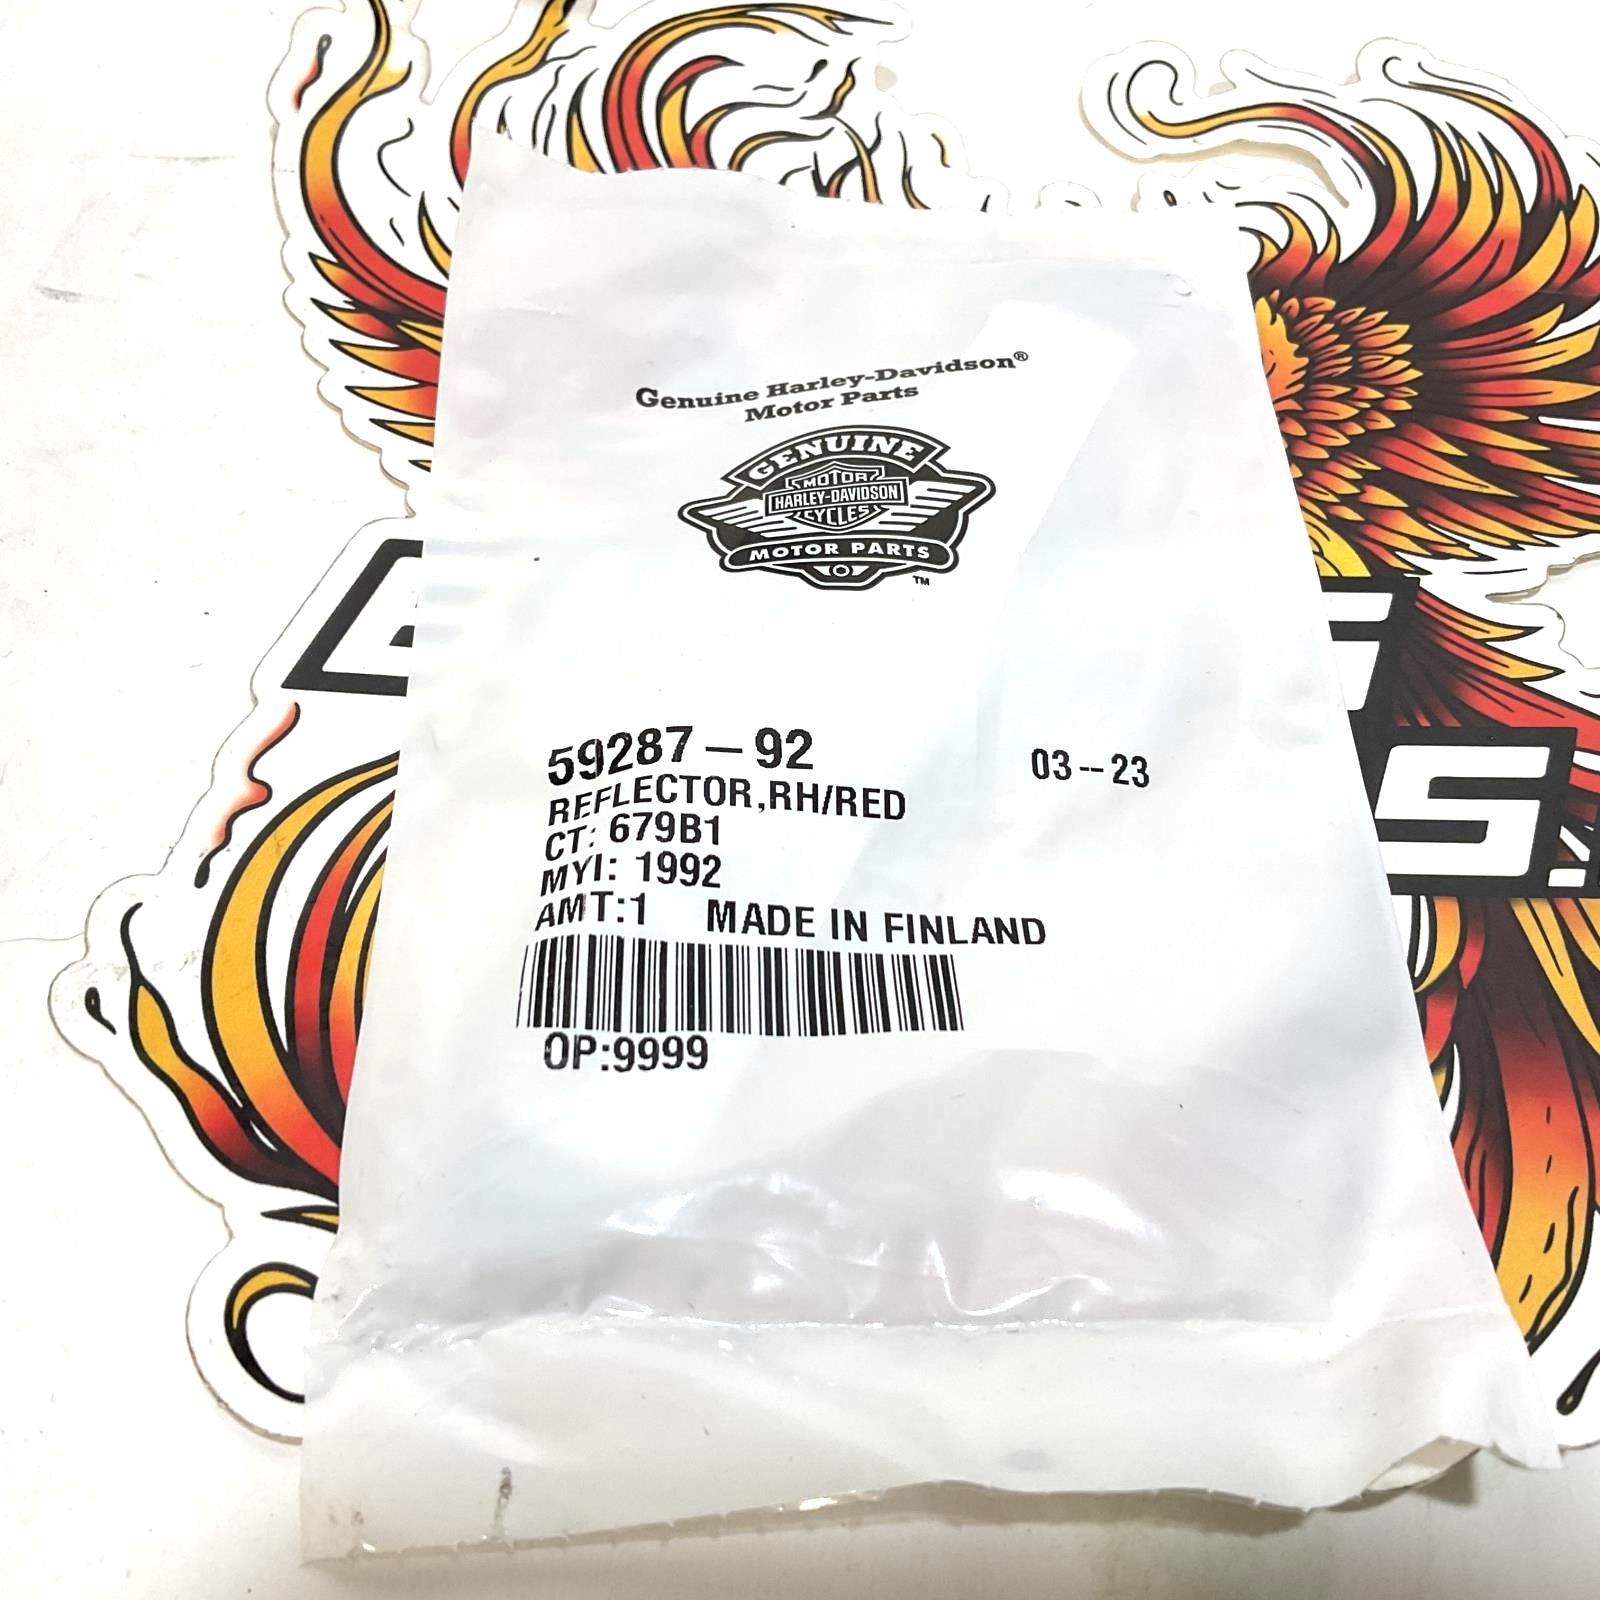 Genuine Harley-Davidson®
Motor Parts
GENUINE
MOTOR
HARLEY-DAVIDSON
CYCLES
MOTOR PARTS
™
59287-92
03--23
REFLECTOR,RH/RED
CT: 679B1
MYI: 1992
AMT:1 MADE IN FINLAND
OP:9999